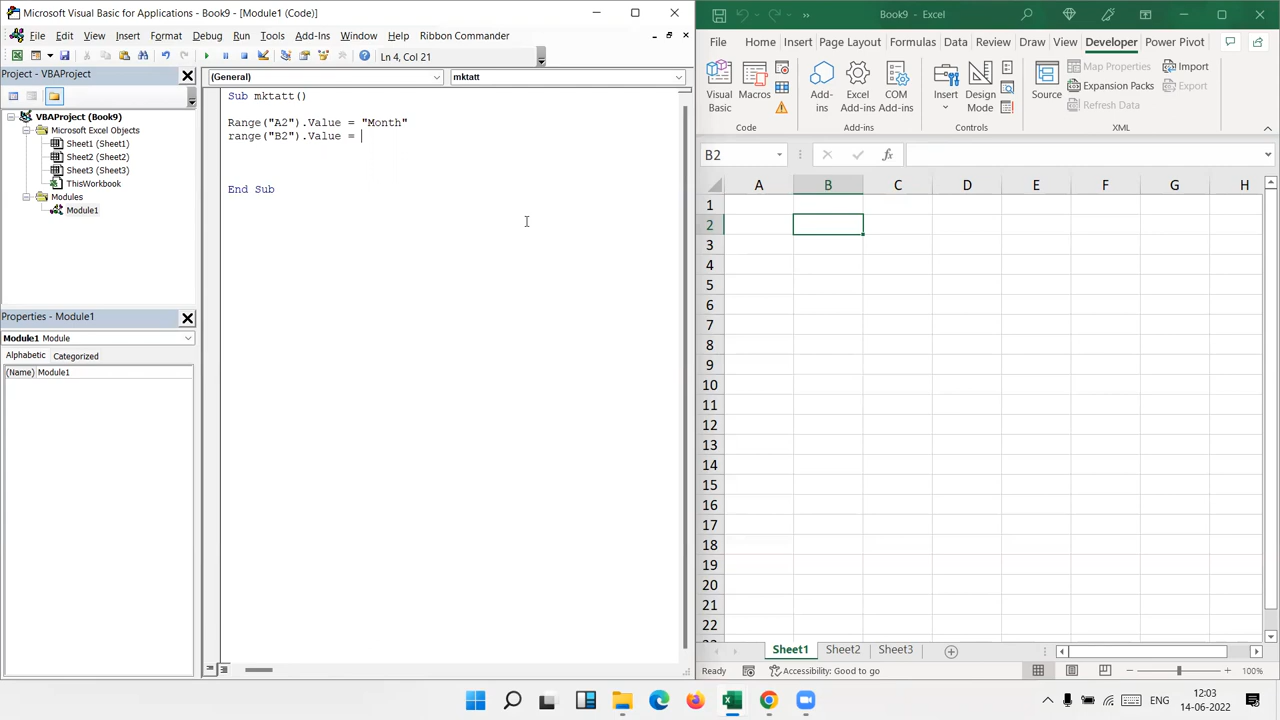 Microsoft Visual Basic for Applications - Book9 - [Module1 (Code)]
File Edit View Insert Format Debug Run Tools Add-Ins Window Help Ribbon Commander
Ln 4, Col 21
Project - VBAProject
VBAProject (Book9)
Microsoft Excel Objects
Sheet1 (Sheet1)
Sheet2 (Sheet2)
Sheet3 (Sheet3)
ThisWorkbook
Modules
Module1
Properties - Module1
Module1 Module
Alphabetic Categorized
(Name) Module1
(General) mktatt
Sub mktatt()
Range("A2").Value = "Month"
range("B2").Value =
End Sub
Book9 - Excel
File Home Insert Page Layout Formulas Data Review View Developer Power Pivot
Visual Basic
Macros
Code
Add-ins
Excel Add-ins
COM Add-ins
Add-ins
Insert
Design Mode
Controls
Source
Map Properties
Expansion Packs
Refresh Data
Import
Export
XML
B2
fx
A B C D E F G H
1
2
3
4
5
6
7
8
9
10
11
12
13
14
15
16
17
18
19
20
21
22
Sheet1 Sheet2 Sheet3
Ready Accessibility: Good to go 100%
ENG 12:03
14-06-2022